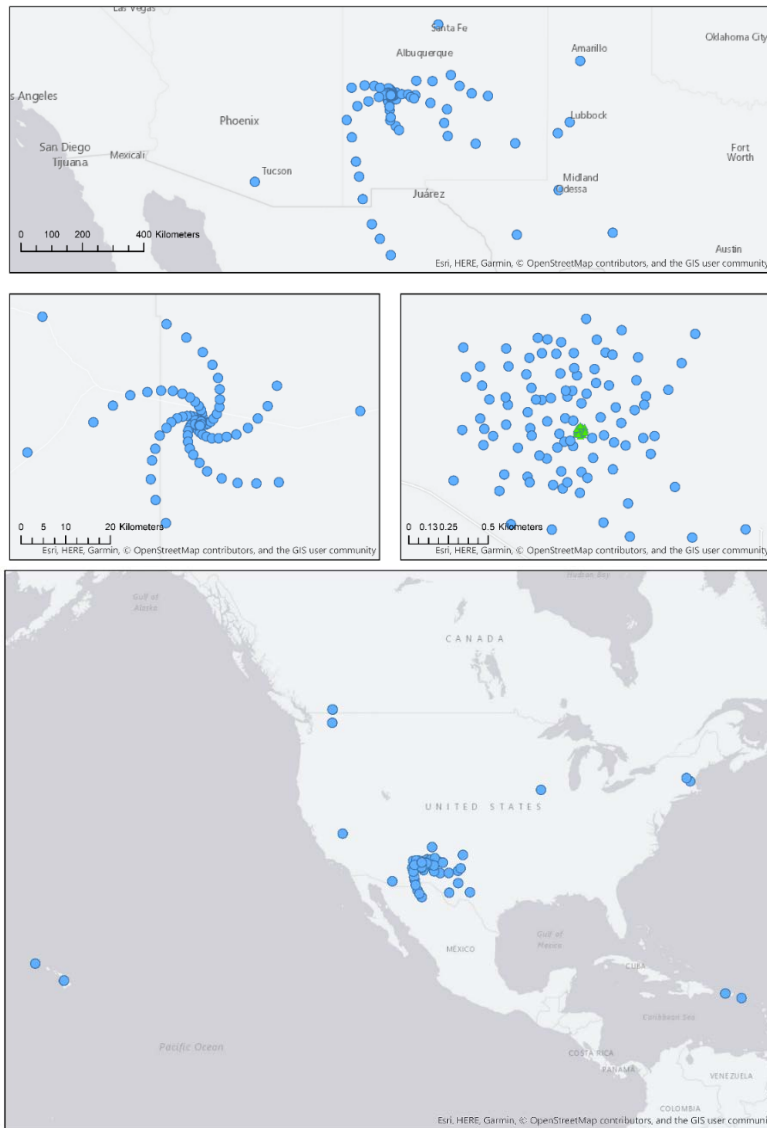 Las Vegas
Santa Fe
Albuquerque
Amarillo
Oklahoma City
s Angeles
Phoenix
Lubbock
San Diego
Tijuana
Mexicali
Tucson
Fort
Worth
Midland
Odessa
Juárez
0 100 200 400 Kilometers
Austin
Esri, HERE, Garmin, © OpenStreetMap contributors, and the GIS user community
0 5 10 20 Kilometers
Esri, HERE, Garmin, © OpenStreetMap contributors, and the GIS user community
0 0.13 0.25 0.5 Kilometers
Esri, HERE, Garmin, © OpenStreetMap contributors, and the GIS user community
Hudson Bay
Gulf of
Alaska
CANADA
UNITED STATES
Gulf of
Mexico
MÉXICO
CUBA
Caribbean Sea
Pacific Ocean
COSTA RICA
PANAMÁ
VENEZUELA
COLOMBIA
Esri, HERE, Garmin, © OpenStreetMap contributors, and the GIS user community